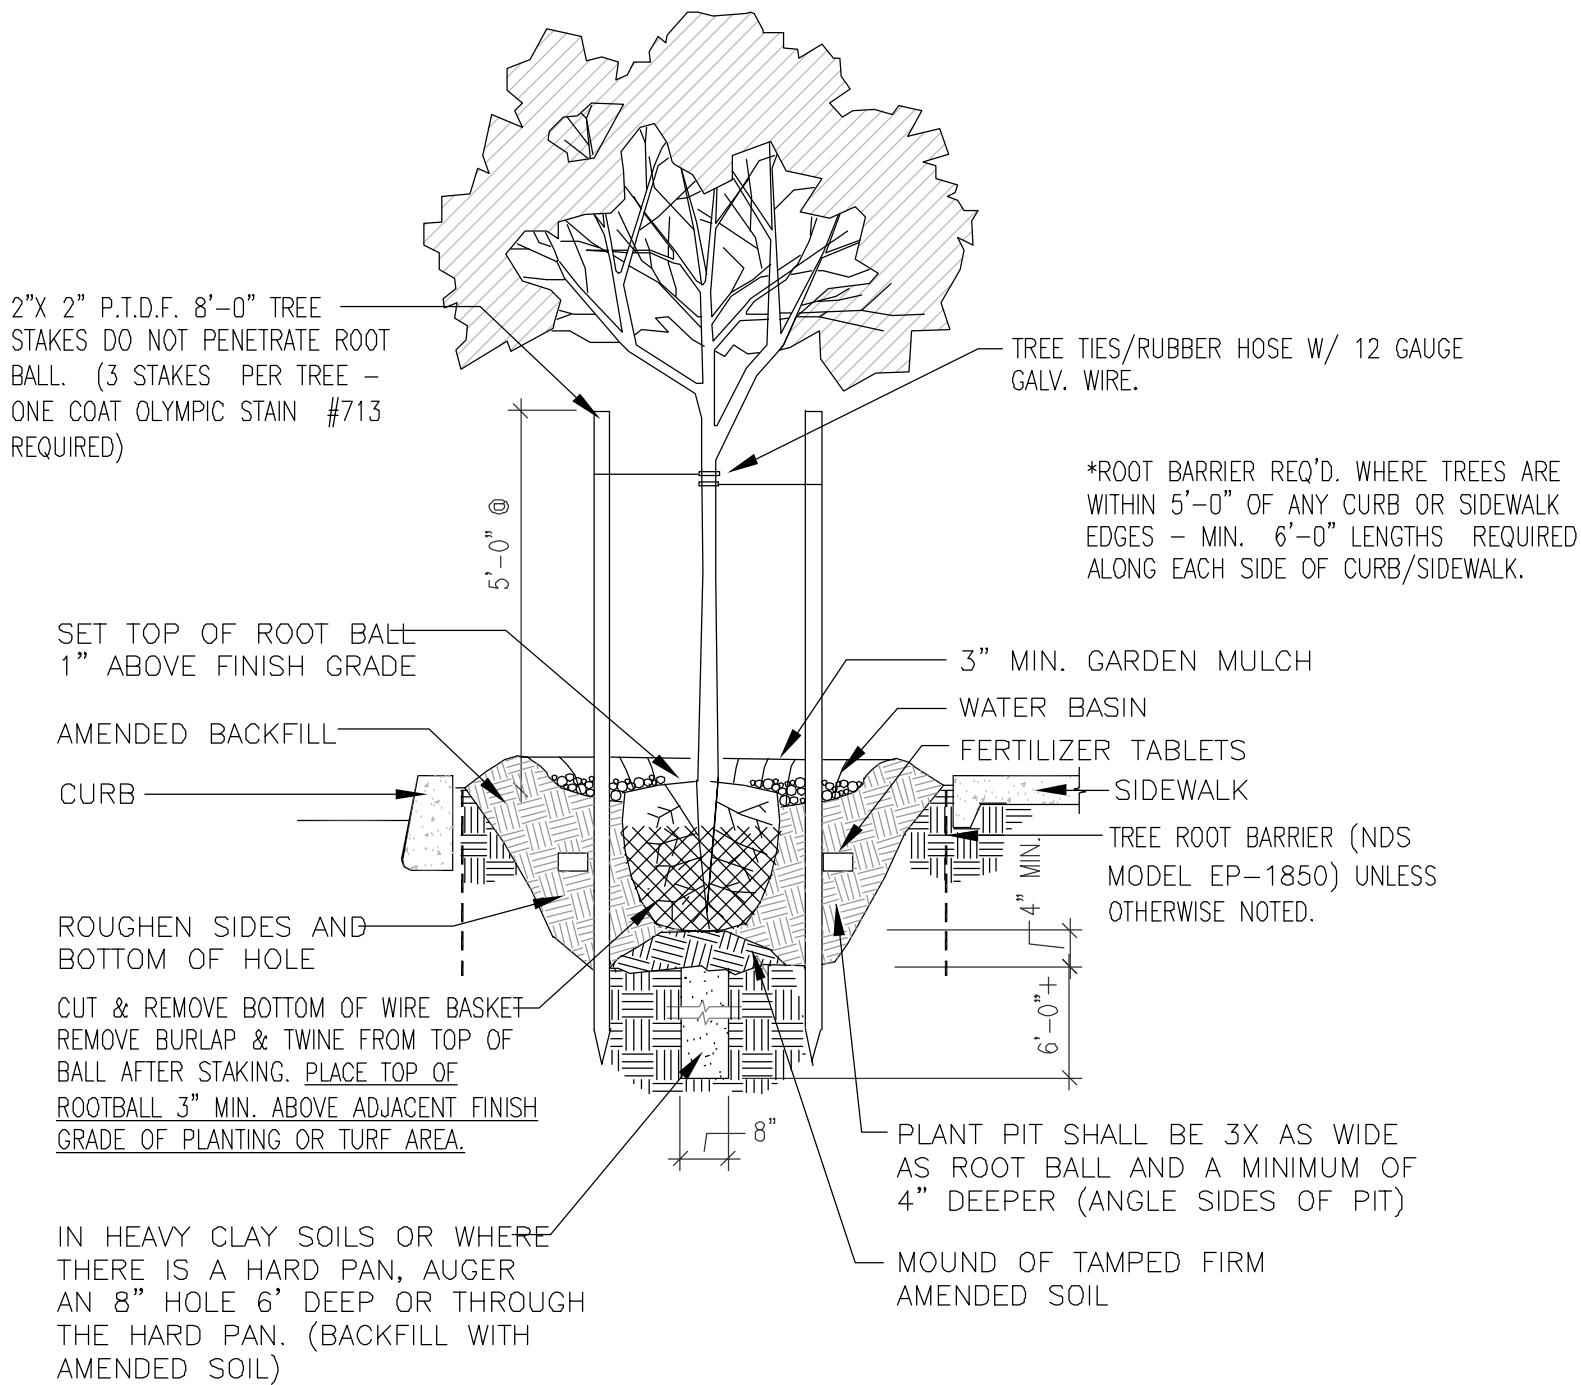 2”X 2” P.T.D.F. 8’-0” TREE
STAKES DO NOT PENETRATE ROOT
BALL. (3 STAKES PER TREE –
ONE COAT OLYMPIC STAIN #713
REQUIRED)
TREE TIES/RUBBER HOSE W/ 12 GAUGE
GALV. WIRE.
*ROOT BARRIER REQ’D. WHERE TREES ARE
WITHIN 5’-0” OF ANY CURB OR SIDEWALK
EDGES – MIN. 6’-0” LENGTHS REQUIRED
ALONG EACH SIDE OF CURB/SIDEWALK.
5’-0” @
SET TOP OF ROOT BALL
1” ABOVE FINISH GRADE
AMENDED BACKFILL
CURB
ROUGHEN SIDES AND
BOTTOM OF HOLE
CUT & REMOVE BOTTOM OF WIRE BASKET
REMOVE BURLAP & TWINE FROM TOP OF
BALL AFTER STAKING. PLACE TOP OF
ROOTBALL 3” MIN. ABOVE ADJACENT FINISH
GRADE OF PLANTING OR TURF AREA.
IN HEAVY CLAY SOILS OR WHERE
THERE IS A HARD PAN, AUGER
AN 8” HOLE 6’ DEEP OR THROUGH
THE HARD PAN. (BACKFILL WITH
AMENDED SOIL)
3” MIN. GARDEN MULCH
WATER BASIN
FERTILIZER TABLETS
SIDEWALK
TREE ROOT BARRIER (NDS
MODEL EP-1850) UNLESS
OTHERWISE NOTED.
4” MIN.
6’-0”+
8”
PLANT PIT SHALL BE 3X AS WIDE
AS ROOT BALL AND A MINIMUM OF
4” DEEPER (ANGLE SIDES OF PIT)
MOUND OF TAMPED FIRM
AMENDED SOIL